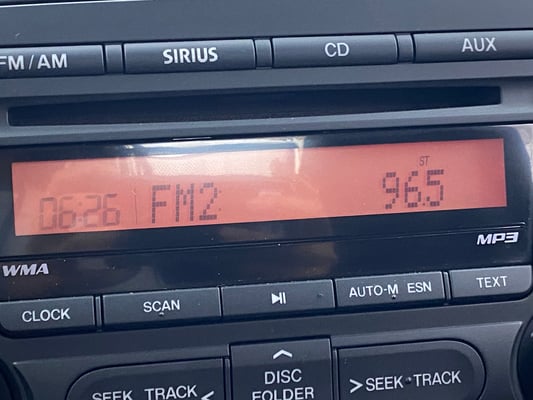 FM/AM SIRIUS CD AUX
ST
06:26 FM2 96.5
WMA MP3
CLOCK SCAN AUTO-M ESN TEXT
SEEK TRACK DISC FOLDER SEEK TRACK